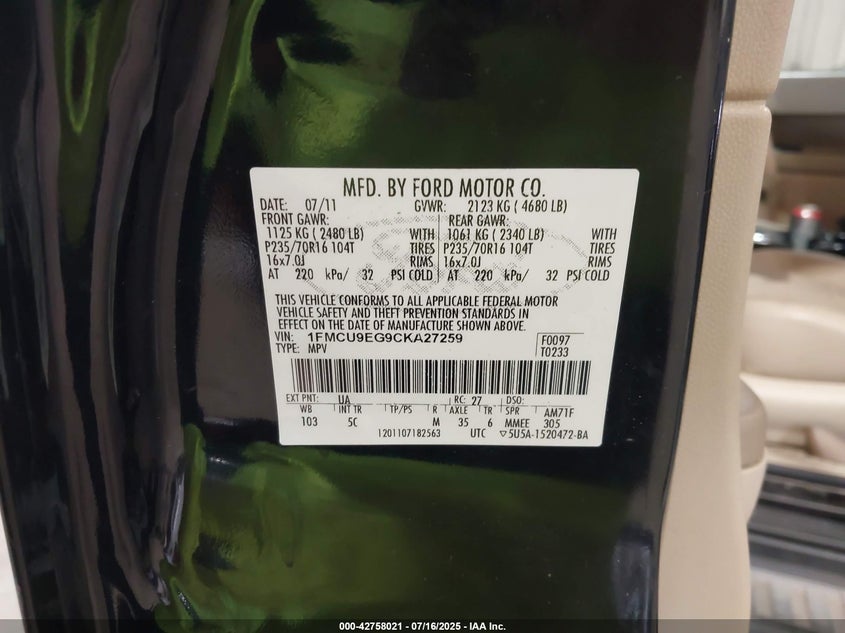 MFD. BY FORD MOTOR CO.
DATE: 07/11 GVWR: 2123 KG ( 4680 LB)
FRONT GAWR: REAR GAWR:
1125 KG ( 2480 LB) WITH 1061 KG ( 2340 LB) WITH
P235/70R16 104T TIRES P235/70R16 104T TIRES
16x7.0J RIMS 16x7.0J RIMS
AT 220 kPa/ 32 PSI COLD AT 220 kPa/ 32 PSI COLD
THIS VEHICLE CONFORMS TO ALL APPLICABLE FEDERAL MOTOR
VEHICLE SAFETY AND THEFT PREVENTION STANDARDS IN
EFFECT ON THE DATE OF MANUFACTURE SHOWN ABOVE.
VIN: 1FMCU9EG9CKA27259 F0097
TYPE: MPV T0233
EXT PNT: UA RC: 27 DSO:
WB INT TR TP/PS R AXLE TR SPR AM71F
103 5C M 35 6 MMEE 305
1201107182563 UTC ▽5U5A-1520472-BA
000-42758021 - 07/16/2025 - IAA Inc.